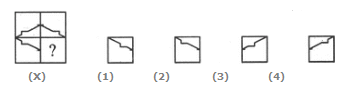 ?
(X) (1) (2) (3) (4)